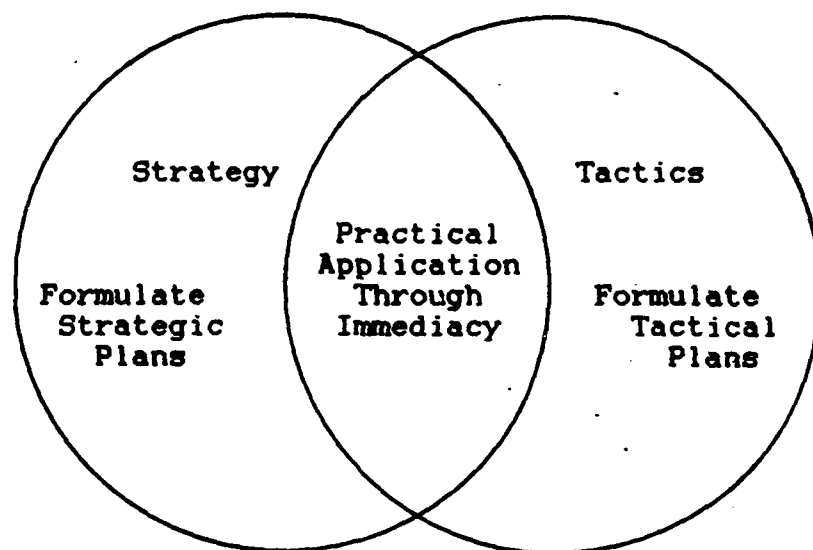 Strategy
Formulate
Strategic
Plans
Practical
Application
Through
Immediacy
Tactics
Formulate
Tactical
Plans